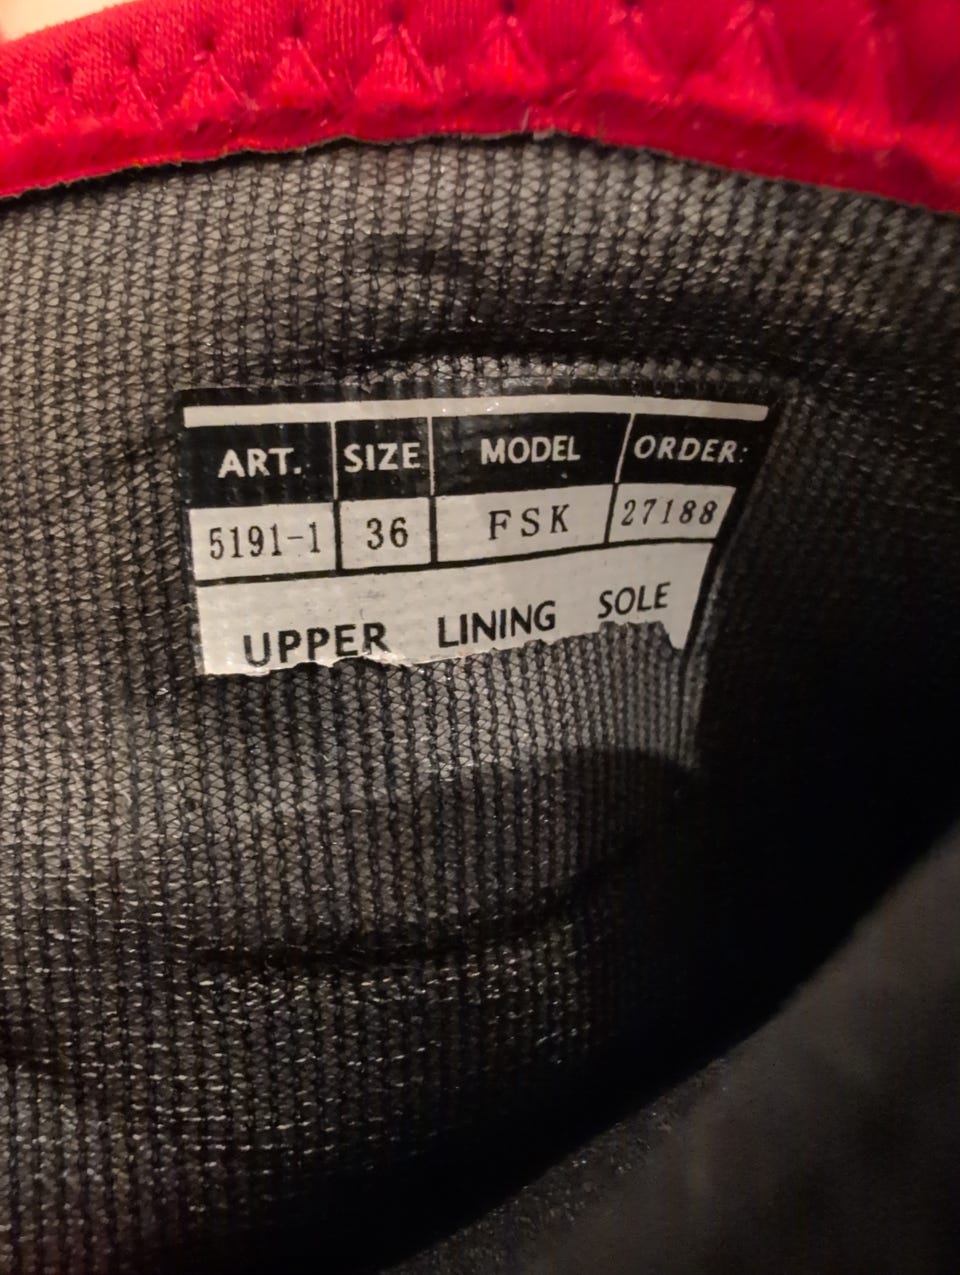 ART. SIZE MODEL ORDER:
5191-1 36 FSK 27188
UPPER LINING SOLE